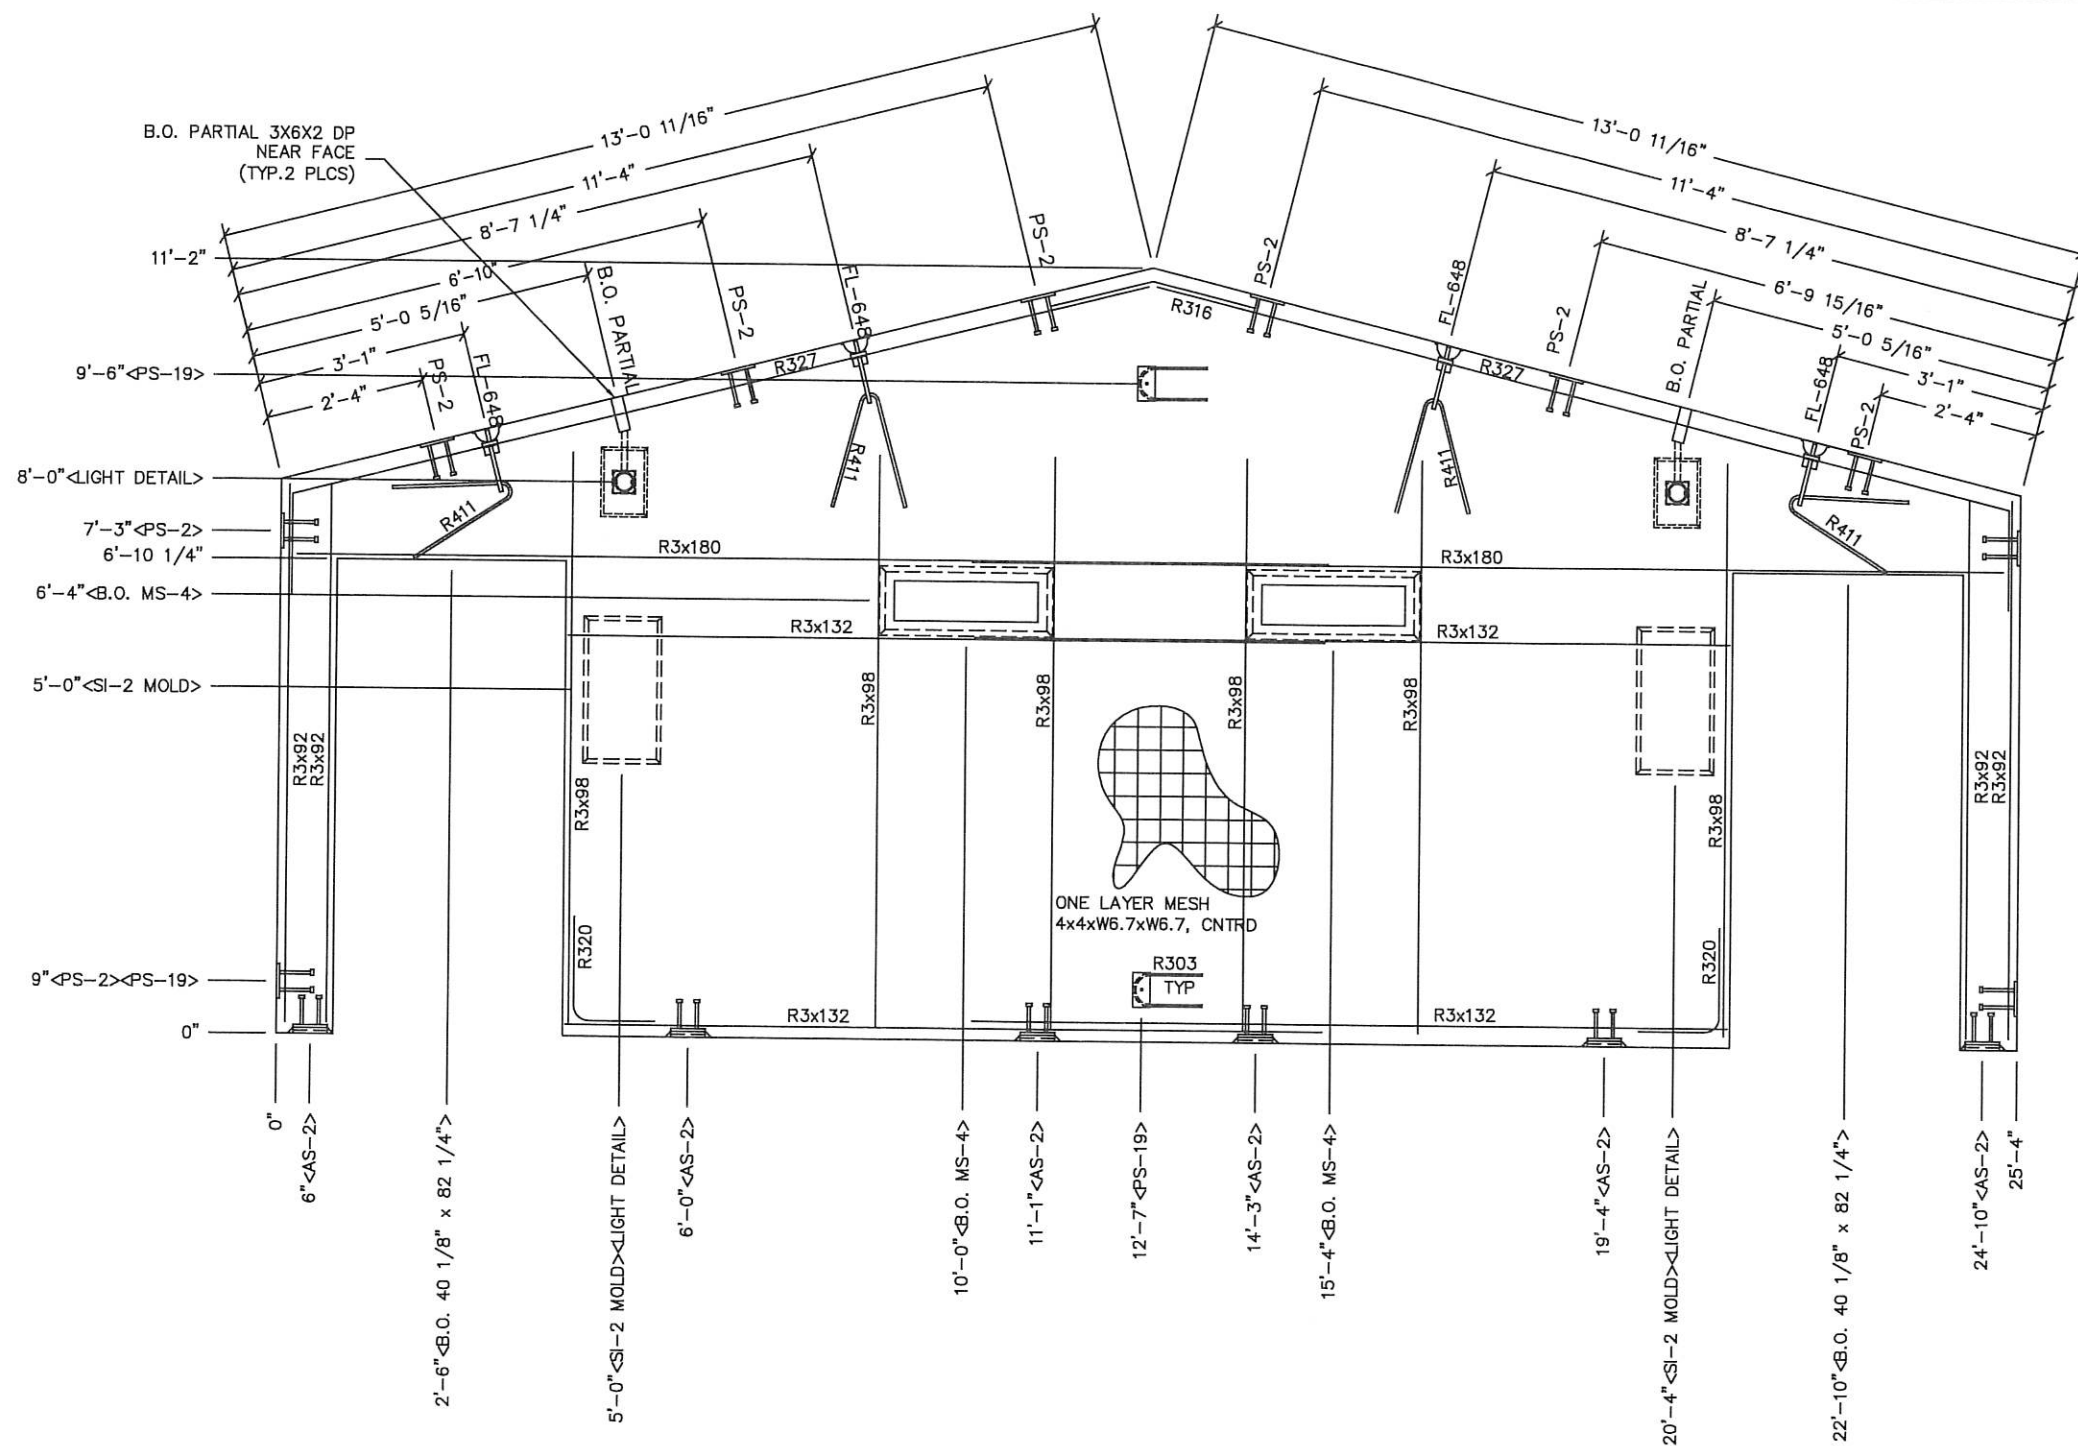 B.O. PARTIAL 3X6X2 DP
NEAR FACE
(TYP.2 PLCS)
13'-0 11/16"
11'-4"
8'-7 1/4"
6'-10"
5'-0 5/16"
3'-1"
2'-4"
13'-0 11/16"
11'-4"
8'-7 1/4"
6'-9 15/16"
5'-0 5/16"
3'-1"
2'-4"
PS-2
FL-648
B.O. PARTIAL
PS-2
FL-648
PS-2
PS-2
FL-648
PS-2
B.O. PARTIAL
FL-648
PS-2
11'-2"
9'-6"<PS-19>
8'-0"<LIGHT DETAIL>
7'-3"<PS-2>
6'-10 1/4"
6'-4"<B.O. MS-4>
5'-0"<SI-2 MOLD>
9"<PS-2><PS-19>
0"
R316
R327
R327
R411
R411
R411
R411
R3x180
R3x180
R3x132
R3x132
R3x92
R3x92
R3x98
R3x98
R3x98
R3x98
R3x98
R3x98
R3x92
R3x92
ONE LAYER MESH
4x4xW6.7xW6.7, CNTRD
R320
R303
TYP
R320
R3x132
R3x132
0"
6"<AS-2>
2'-6"<B.O. 40 1/8" x 82 1/4">
5'-0"<SI-2 MOLD><LIGHT DETAIL>
6'-0"<AS-2>
10'-0"<B.O. MS-4>
11'-1"<AS-2>
12'-7"<PS-19>
14'-3"<AS-2>
15'-4"<B.O. MS-4>
19'-4"<AS-2>
20'-4"<SI-2 MOLD><LIGHT DETAIL>
22'-10"<B.O. 40 1/8" x 82 1/4">
24'-10"<AS-2>
25'-4"